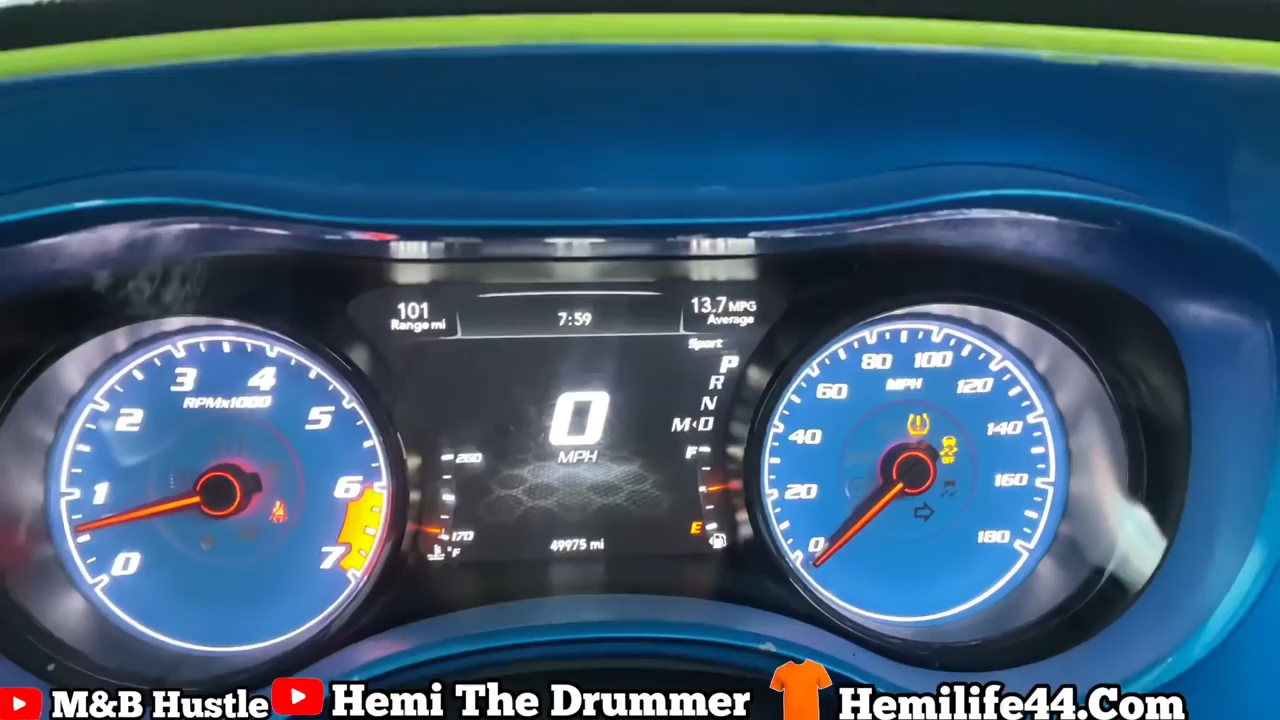 101
Range mi
7:59
13.7 MPG
Average
Sport
P
R
N
M‹D
0
MPH
260
170
°F
F
E
49975 mi
0
1
2
3
4
5
6
7
RPMx1000
0
20
40
60
80
100
120
140
160
180
MPH
OFF
M&B Hustle
Hemi The Drummer
Hemilife44.Com